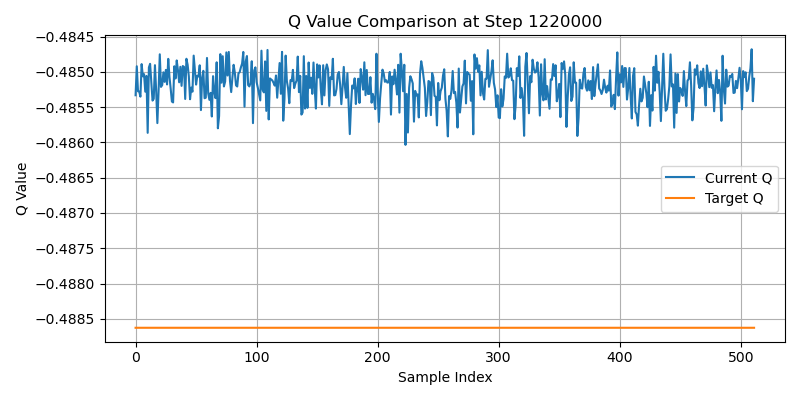 Q Value Comparison at Step 1220000
−0.4845
−0.4850
−0.4855
−0.4860
−0.4865
−0.4870
−0.4875
−0.4880
−0.4885
Q Value
Current Q
Target Q
0 100 200 300 400 500
Sample Index